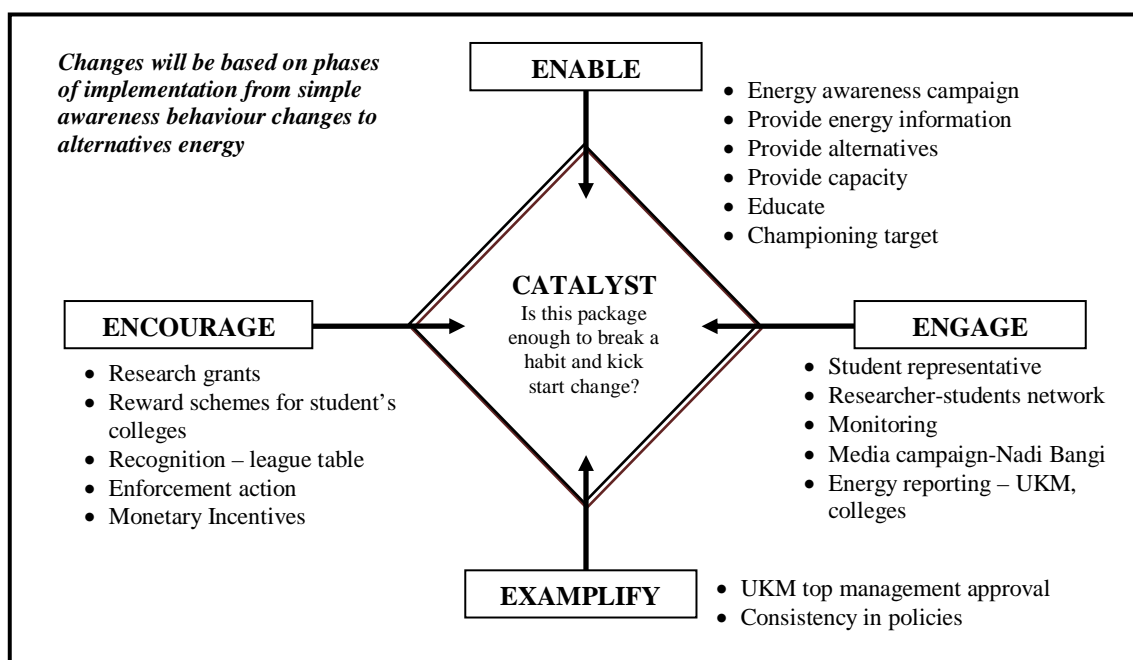 Changes will be based on phases
of implementation from simple
awareness behaviour changes to
alternatives energy
ENABLE
• Energy awareness campaign
• Provide energy information
• Provide alternatives
• Provide capacity
• Educate
• Championing target
CATALYST
Is this package
enough to break a
habit and kick
start change?
ENCOURAGE
• Research grants
• Reward schemes for student's
colleges
• Recognition – league table
• Enforcement action
• Monetary Incentives
ENGAGE
• Student representative
• Researcher-students network
• Monitoring
• Media campaign-Nadi Bangi
• Energy reporting – UKM,
colleges
EXAMPLIFY
• UKM top management approval
• Consistency in policies